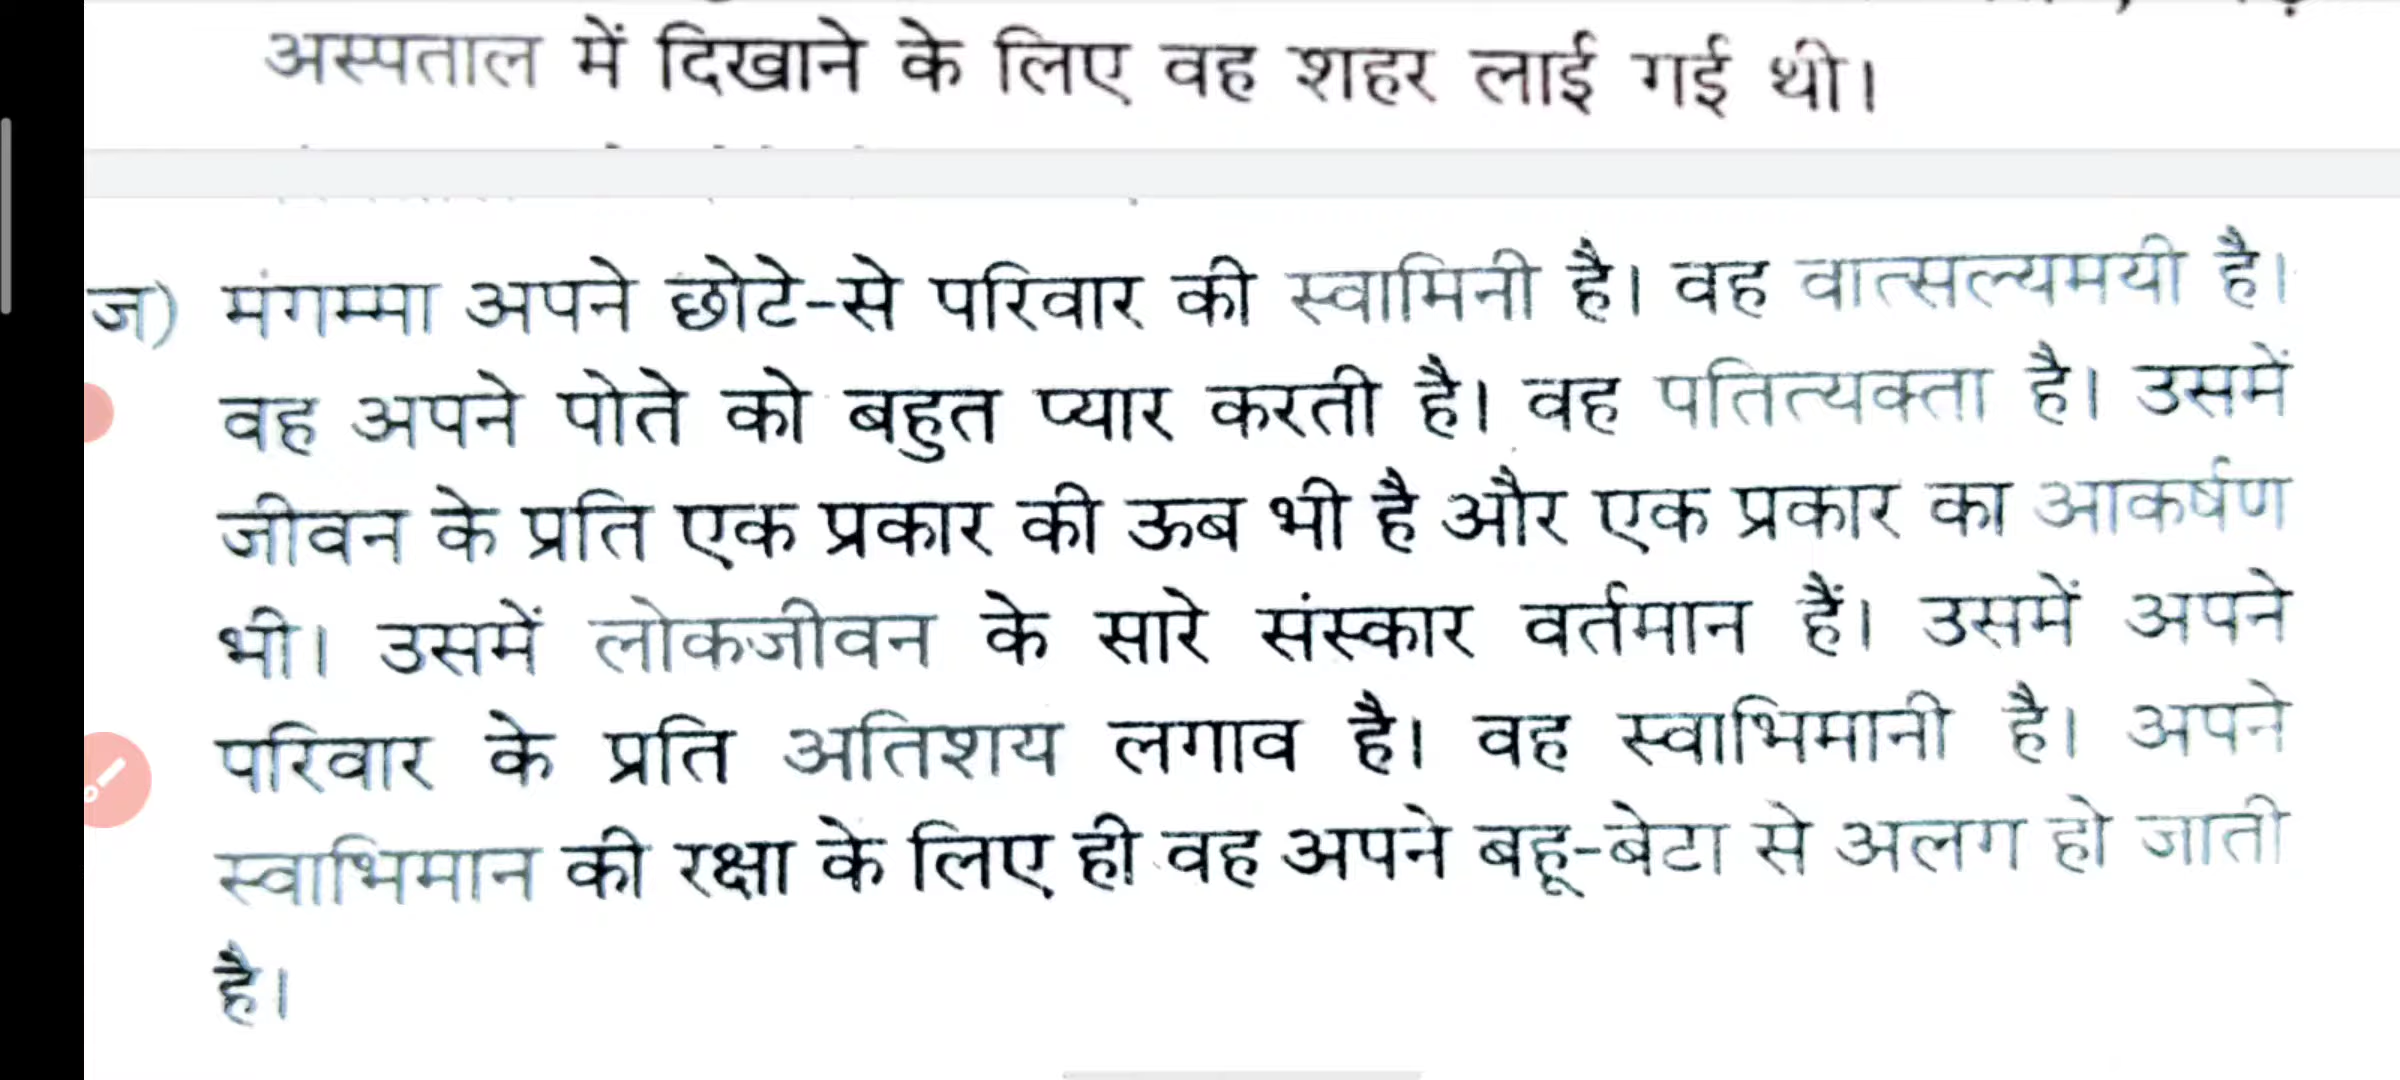 अस्पताल में दिखाने के लिए वह शहर लाई गई थी।
ज) मंगम्मा अपने छोटे-से परिवार की स्वामिनी है। वह वात्सल्यमयी है।
वह अपने पोते को बहुत प्यार करती है। वह पतित्यक्ता है। उसमें
जीवन के प्रति एक प्रकार की ऊब भी है और एक प्रकार का आकर्षण
भी। उसमें लोकजीवन के सारे संस्कार वर्तमान हैं। उसमें अपने
परिवार के प्रति अतिशय लगाव है। वह स्वाभिमानी है। अपने
स्वाभिमान की रक्षा के लिए ही वह अपने बहू-बेटा से अलग हो जाती
है।